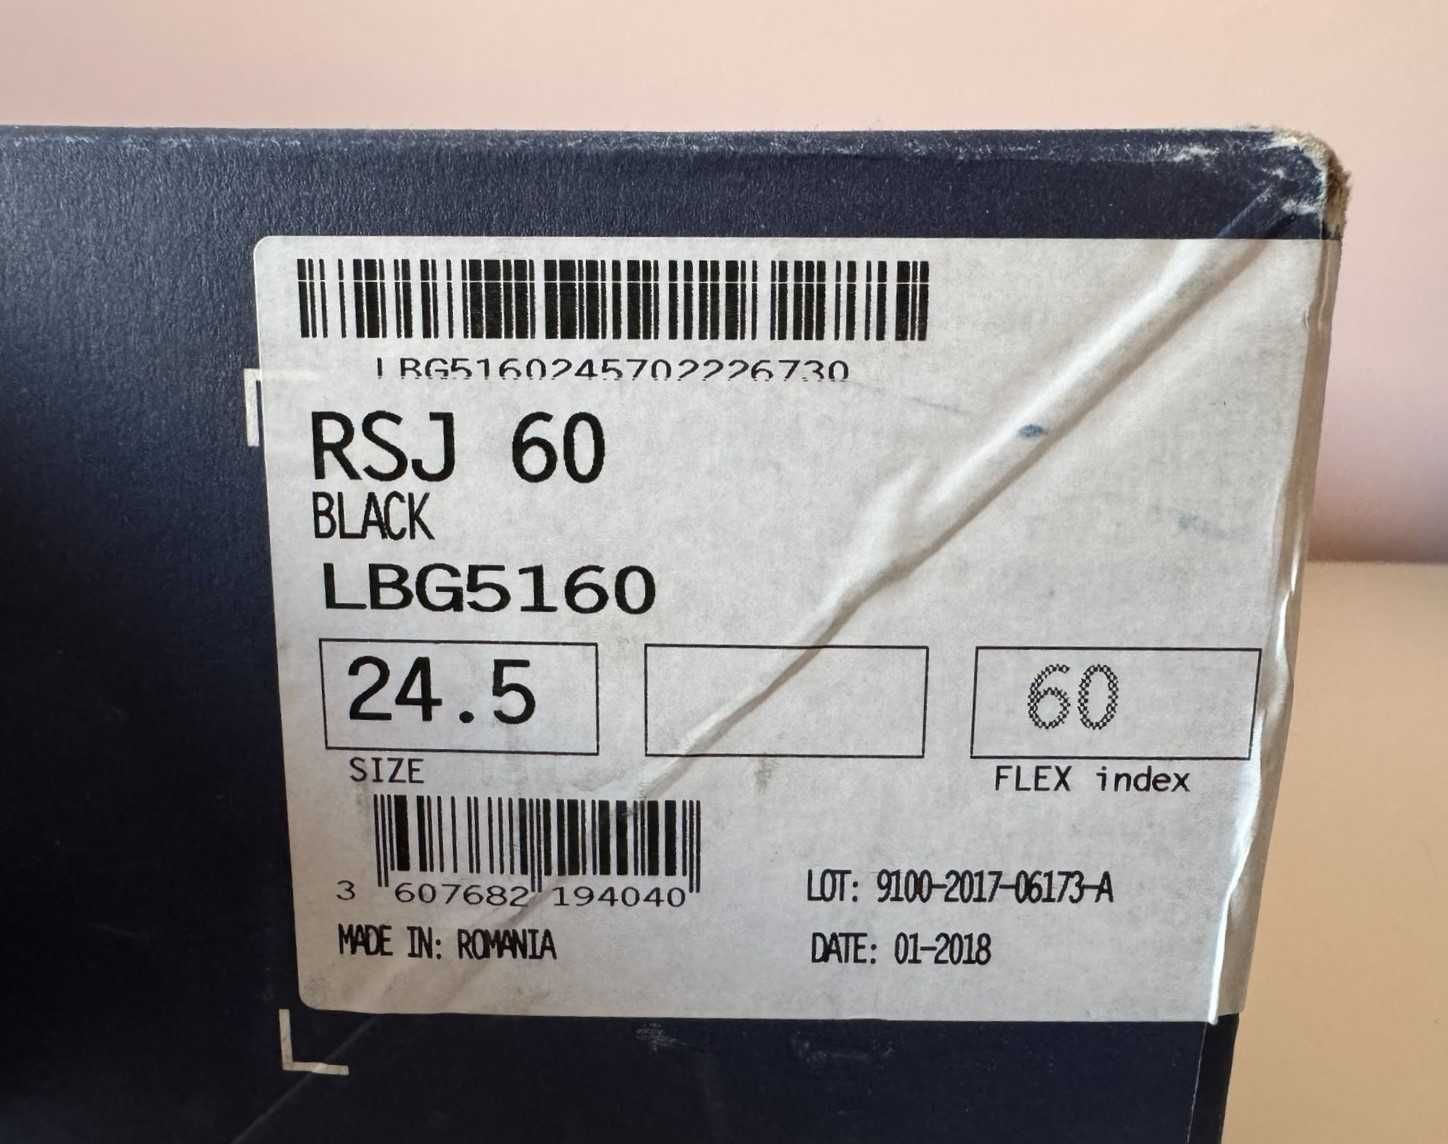 LBG5160245702226730
RSJ 60
BLACK
LBG5160
24.5
60
SIZE
FLEX index
3 607682 194040
LOT: 9100-2017-06173-A
MADE IN: ROMANIA
DATE: 01-2018